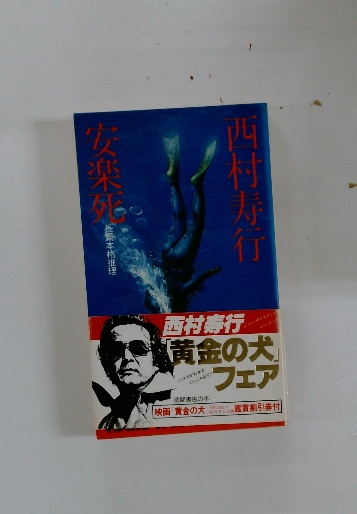 西村寿行
安楽死
長篇本格推理
西村寿行
「黄金の犬」
フェア
徳間書店の本
映画 黄金の犬
鑑賞割引券付